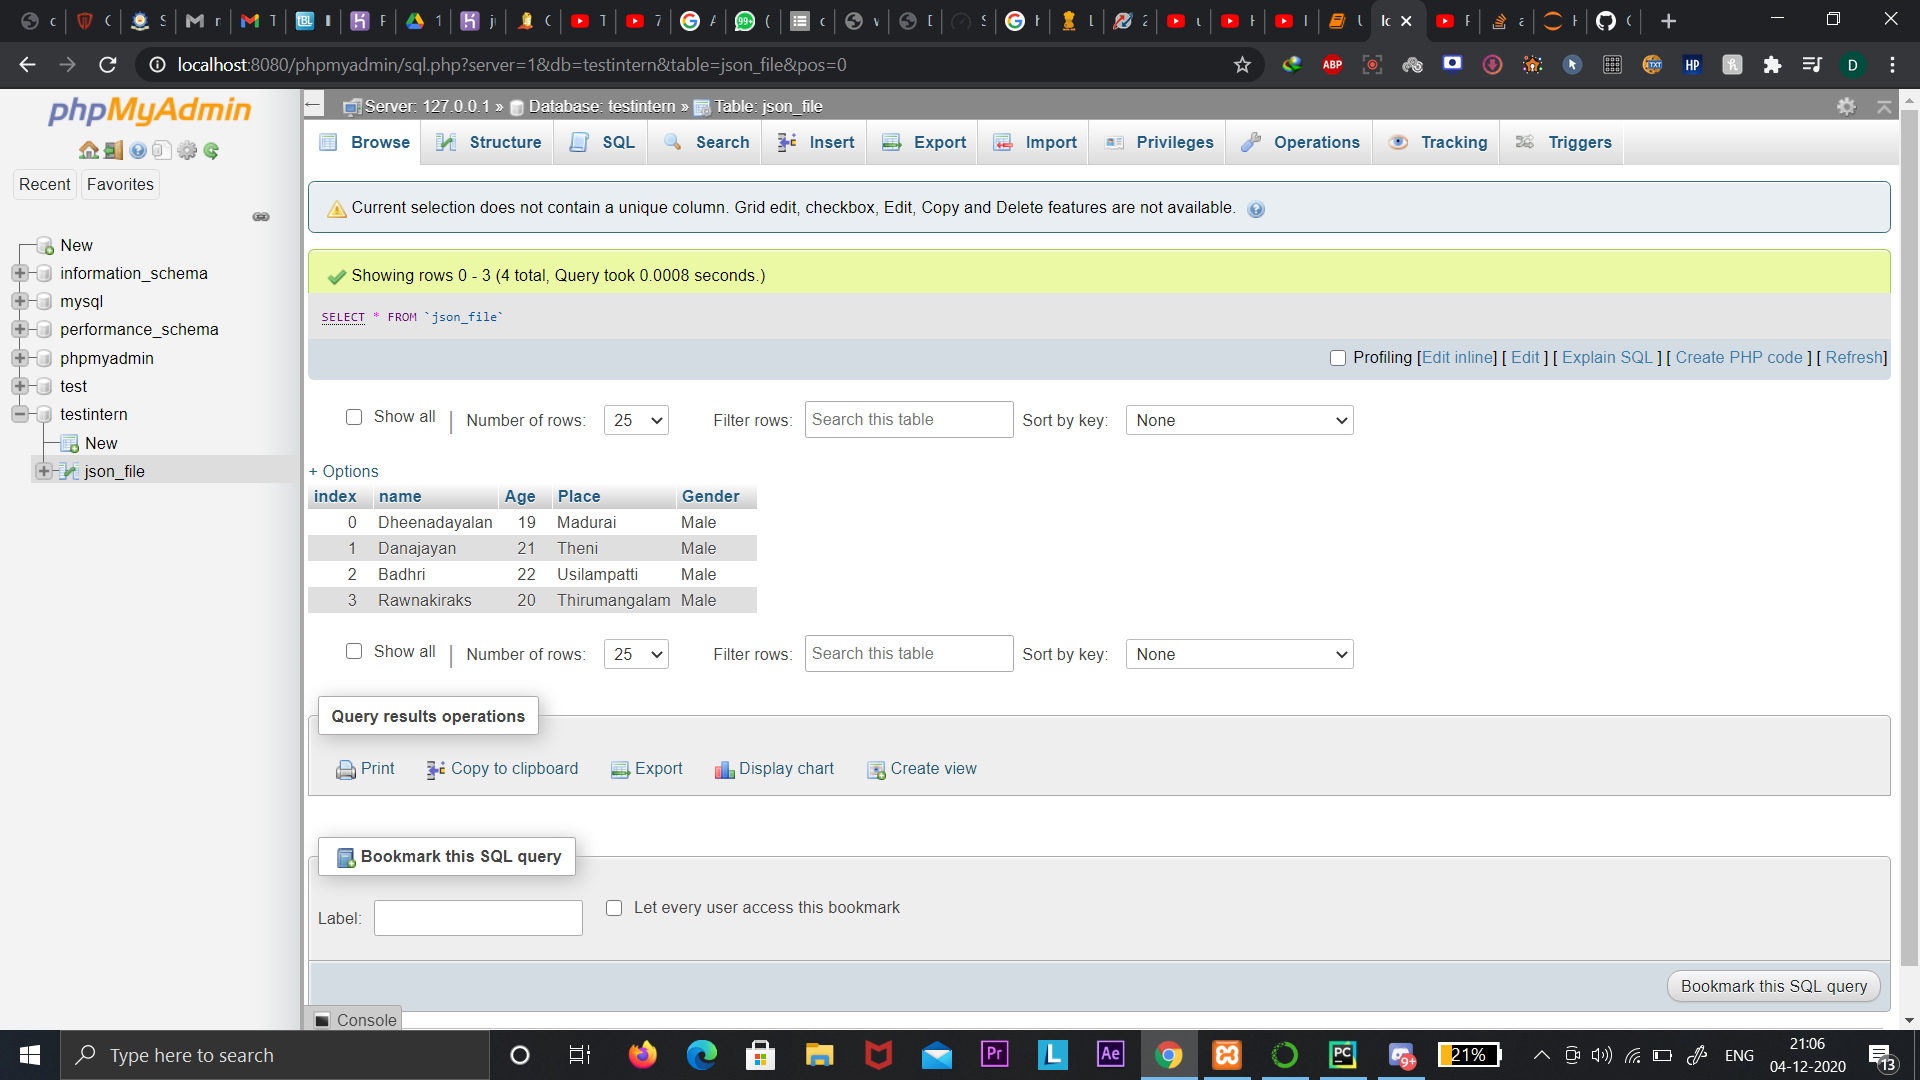 localhost:8080/phpmyadmin/sql.php?server=1&db=testintern&table=json_file&pos=0
phpMyAdmin
Recent Favorites
New
information_schema
mysql
performance_schema
phpmyadmin
test
testintern
New
json_file
Server: 127.0.0.1 » Database: testintern » Table: json_file
Browse Structure SQL Search Insert Export Import Privileges Operations Tracking Triggers
Current selection does not contain a unique column. Grid edit, checkbox, Edit, Copy and Delete features are not available.
Showing rows 0 - 3 (4 total, Query took 0.0008 seconds.)
SELECT * FROM `json_file`
Profiling [Edit inline] [ Edit ] [ Explain SQL ] [ Create PHP code ] [ Refresh]
Show all | Number of rows: 25 Filter rows: Search this table Sort by key: None
+ Options
index name Age Place Gender
0 Dheenadayalan 19 Madurai Male
1 Danajayan 21 Theni Male
2 Badhri 22 Usilampatti Male
3 Rawnakiraks 20 Thirumangalam Male
Show all | Number of rows: 25 Filter rows: Search this table Sort by key: None
Query results operations
Print Copy to clipboard Export Display chart Create view
Bookmark this SQL query
Label: Let every user access this bookmark
Bookmark this SQL query
Console
Type here to search
21% ENG 21:06
04-12-2020 13